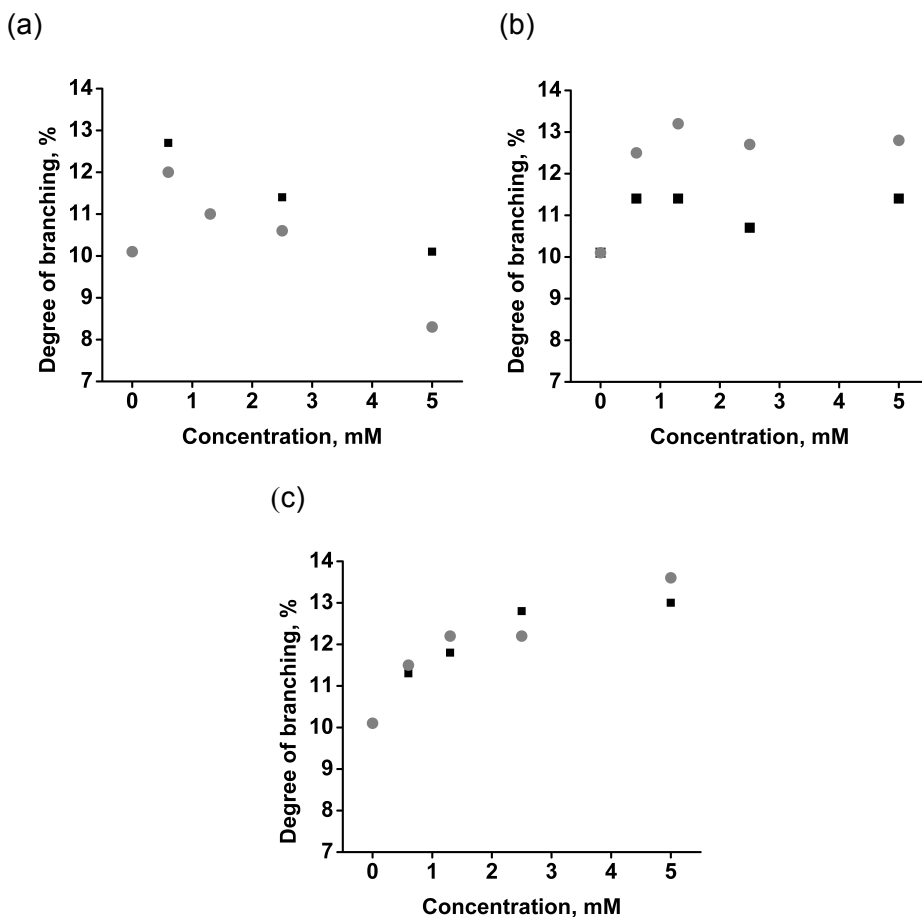 (a)
14
13
12
11
10
9
8
7
Degree of branching, %
0 1 2 3 4 5
Concentration, mM
(b)
14
13
12
11
10
9
8
7
Degree of branching, %
0 1 2 3 4 5
Concentration, mM
(c)
14
13
12
11
10
9
8
7
Degree of branching, %
0 1 2 3 4 5
Concentration, mM